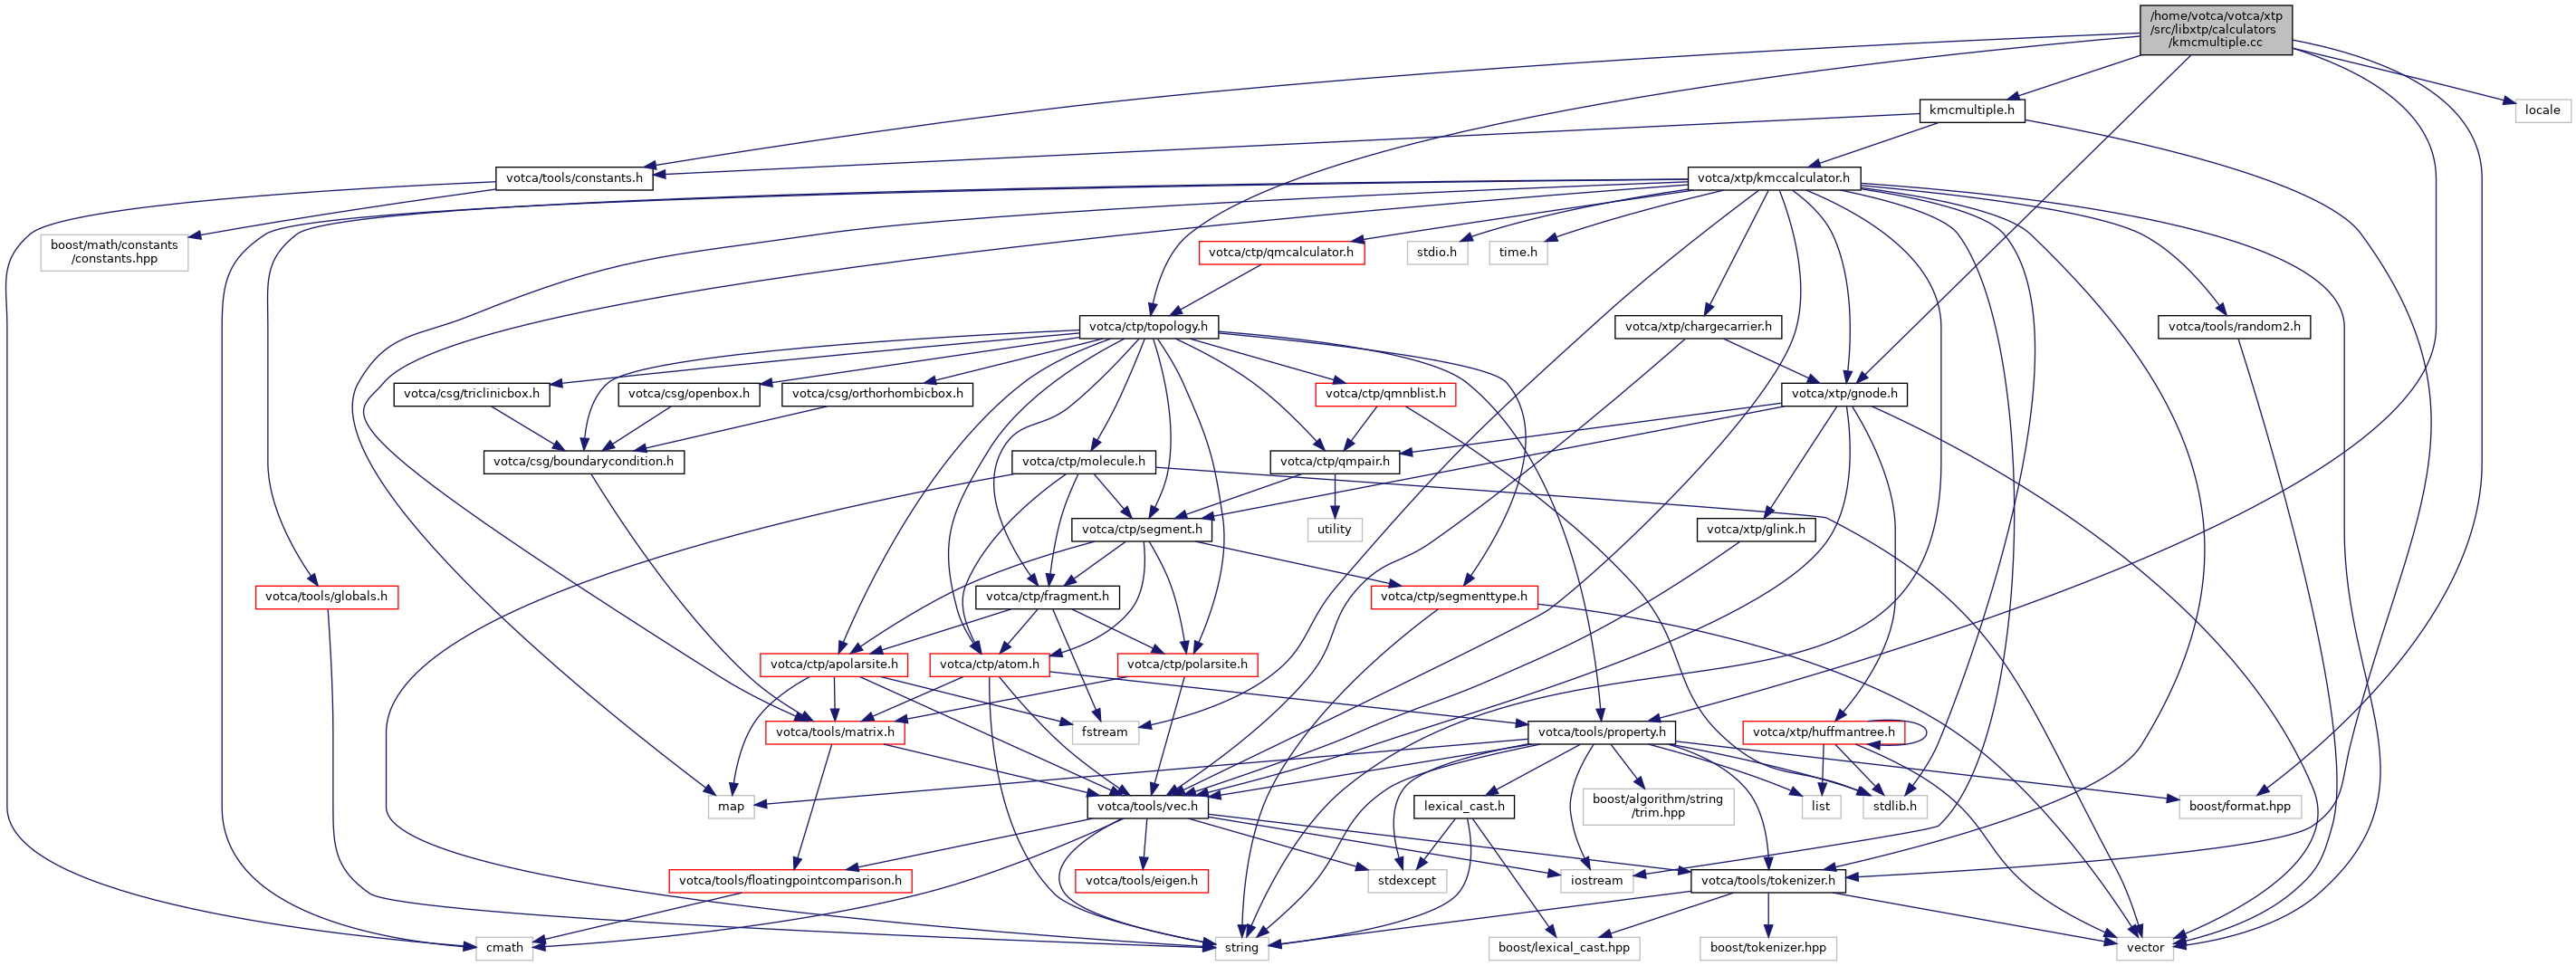 /home/votca/votca/xtp
/src/libxtp/calculators
/kmcmultiple.cc
kmcmultiple.h
locale
votca/tools/constants.h
votca/xtp/kmccalculator.h
boost/math/constants
/constants.hpp
votca/ctp/qmcalculator.h
stdio.h
time.h
votca/ctp/topology.h
votca/xtp/chargecarrier.h
votca/tools/random2.h
votca/csg/triclinicbox.h
votca/csg/openbox.h
votca/csg/orthorhombicbox.h
votca/ctp/qmnblist.h
votca/xtp/gnode.h
votca/csg/boundarycondition.h
votca/ctp/molecule.h
votca/ctp/qmpair.h
votca/ctp/segment.h
utility
votca/xtp/glink.h
votca/tools/globals.h
votca/ctp/fragment.h
votca/ctp/segmenttype.h
votca/ctp/apolarsite.h
votca/ctp/atom.h
votca/ctp/polarsite.h
votca/tools/matrix.h
fstream
votca/tools/property.h
votca/xtp/huffmantree.h
map
votca/tools/vec.h
lexical_cast.h
boost/algorithm/string
/trim.hpp
list
stdlib.h
boost/format.hpp
votca/tools/floatingpointcomparison.h
votca/tools/eigen.h
stdexcept
iostream
votca/tools/tokenizer.h
cmath
string
boost/lexical_cast.hpp
boost/tokenizer.hpp
vector